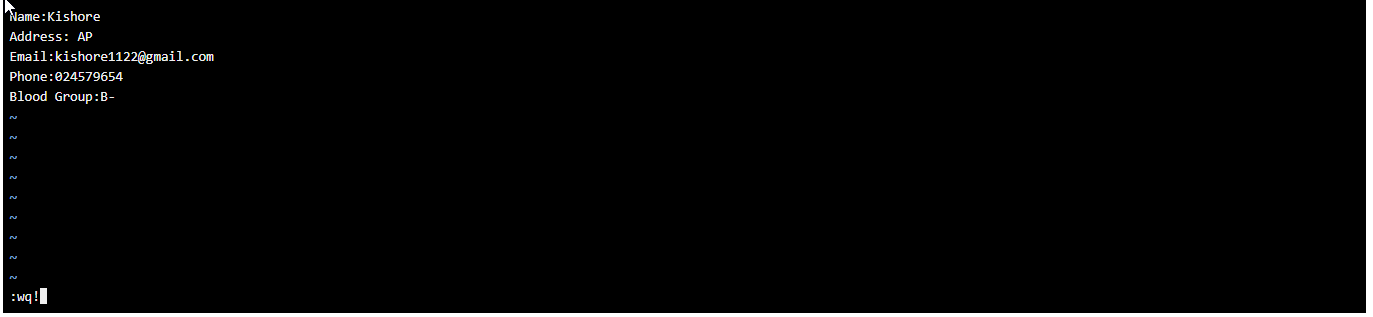 Name:Kishore
Address: AP
Email:kishore1122@gmail.com
Phone:024579654
Blood Group:B-
~
~
~
~
~
~
~
~
~
:wq!